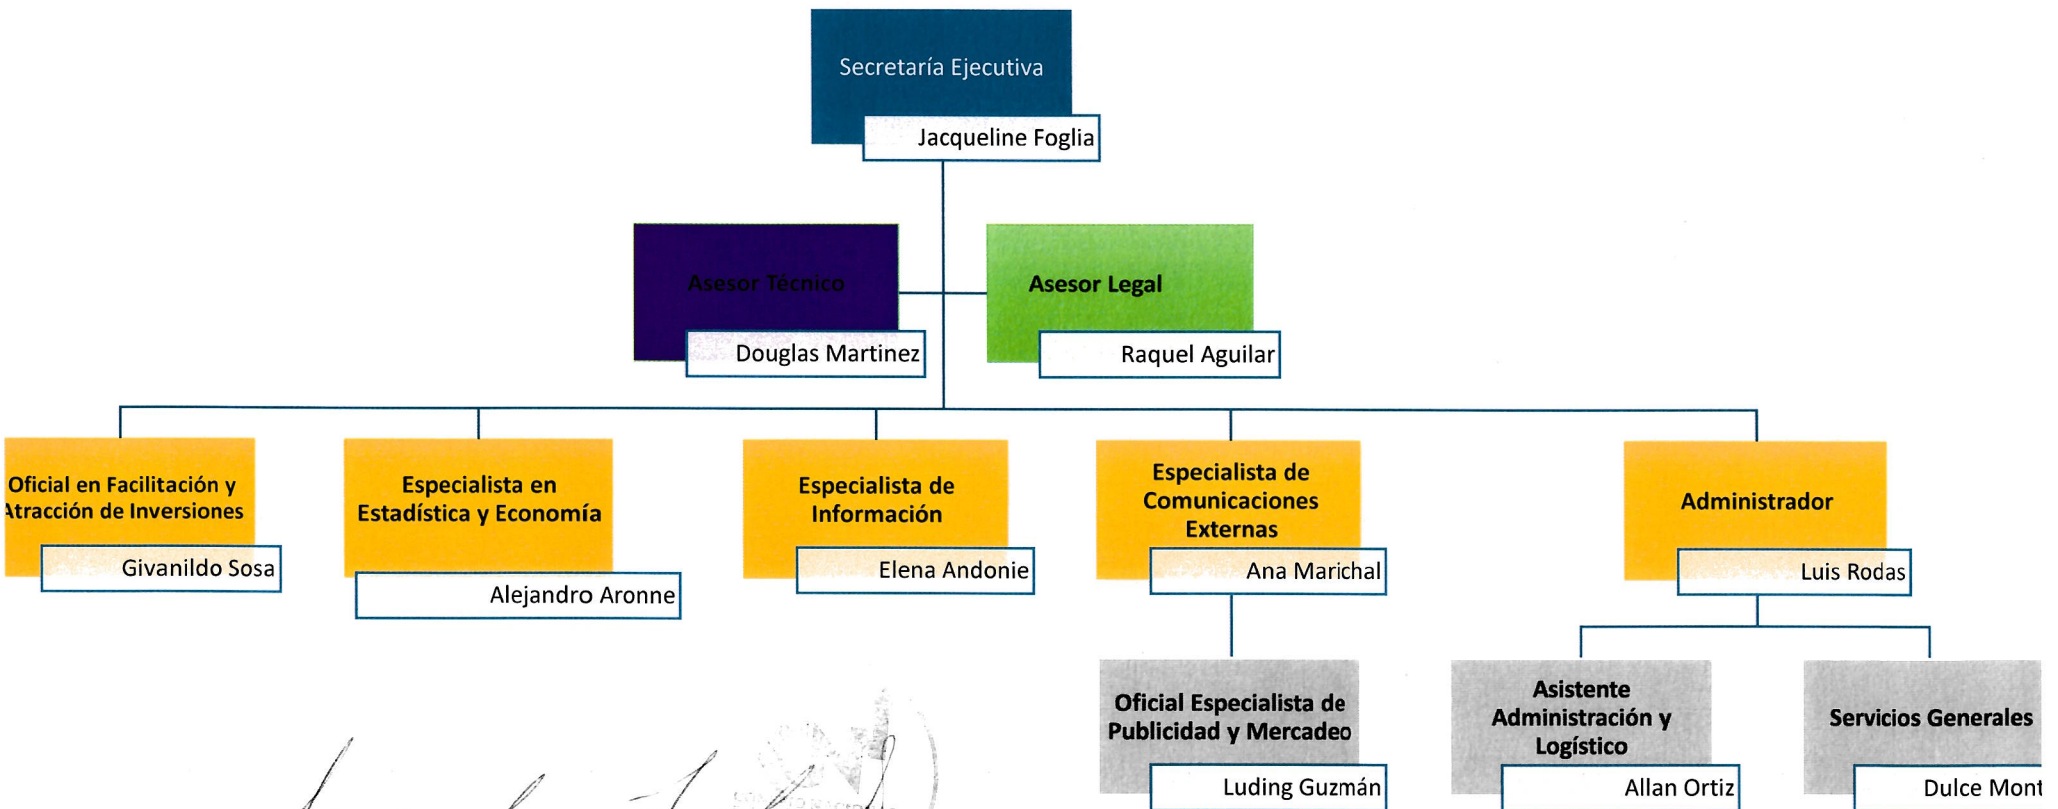 Secretaría Ejecutiva
Jacqueline Foglia
Asesor Técnico
Douglas Martinez
Asesor Legal
Raquel Aguilar
Oficial en Facilitación y
Atracción de Inversiones
Givanildo Sosa
Especialista en
Estadística y Economía
Alejandro Aronne
Especialista de
Información
Elena Andonie
Especialista de
Comunicaciones
Externas
Ana Marichal
Administrador
Luis Rodas
Oficial Especialista de
Publicidad y Mercadeo
Luding Guzmán
Asistente
Administración y
Logístico
Allan Ortiz
Servicios Generales
Dulce Mont